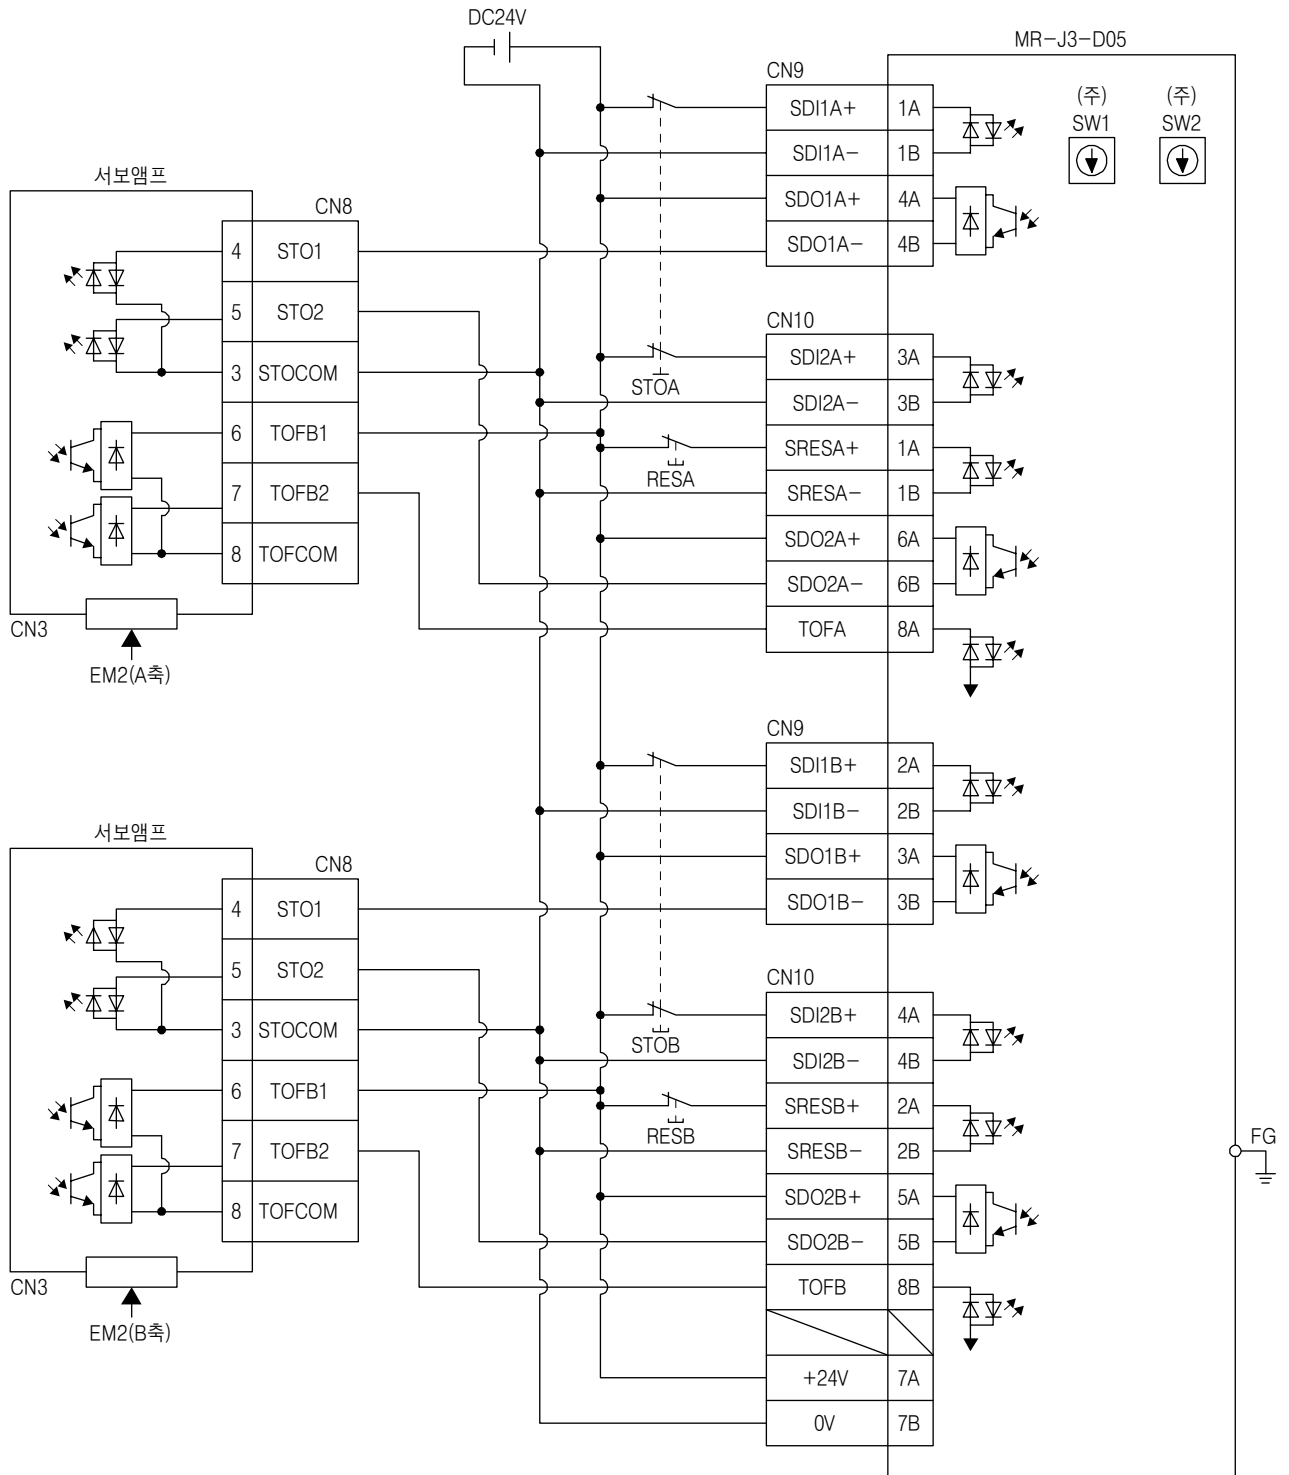 DC24V
MR-J3-D05
CN9
(주) (주)
SW1 SW2
SDI1A+ 1A
SDI1A- 1B
SDO1A+ 4A
SDO1A- 4B
서보앰프
CN8
4 STO1
5 STO2
3 STOCOM
6 TOFB1
7 TOFB2
8 TOFCOM
CN3
EM2(A축)
STOA
RESA
CN10
SDI2A+ 3A
SDI2A- 3B
SRESA+ 1A
SRESA- 1B
SDO2A+ 6A
SDO2A- 6B
TOFA 8A
CN9
SDI1B+ 2A
SDI1B- 2B
SDO1B+ 3A
SDO1B- 3B
서보앰프
CN8
4 STO1
5 STO2
3 STOCOM
6 TOFB1
7 TOFB2
8 TOFCOM
CN3
EM2(B축)
STOB
RESB
CN10
SDI2B+ 4A
SDI2B- 4B
SRESB+ 2A
SRESB- 2B
SDO2B+ 5A
SDO2B- 5B
TOFB 8B
+24V 7A
0V 7B
FG